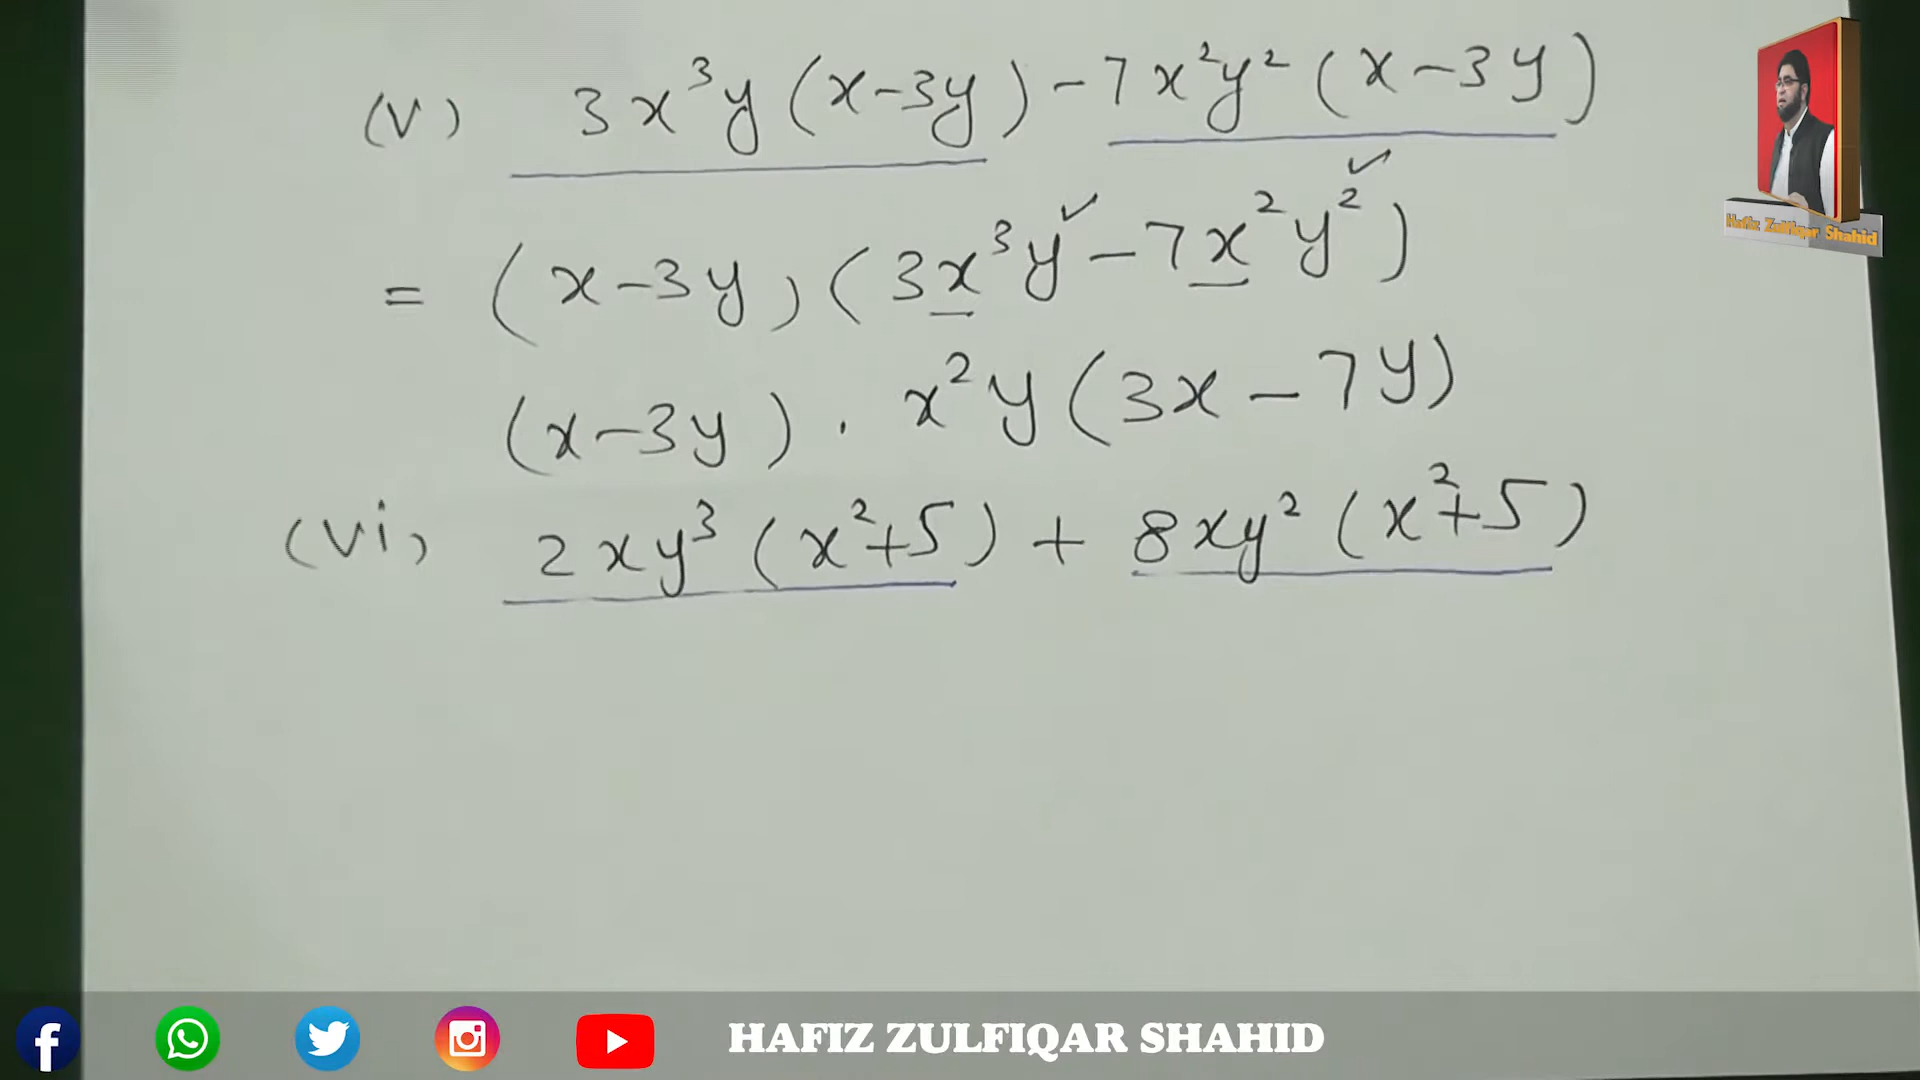 (v) 3x³y(x-3y)-7x²y²(x-3y)
= (x-3y)(3x³y-7x²y²)
(x-3y) . x²y(3x-7y)
(vi) 2xy³(x²+5) + 8xy²(x²+5)
Hafiz Zulfiqar Shahid
HAFIZ ZULFIQAR SHAHID